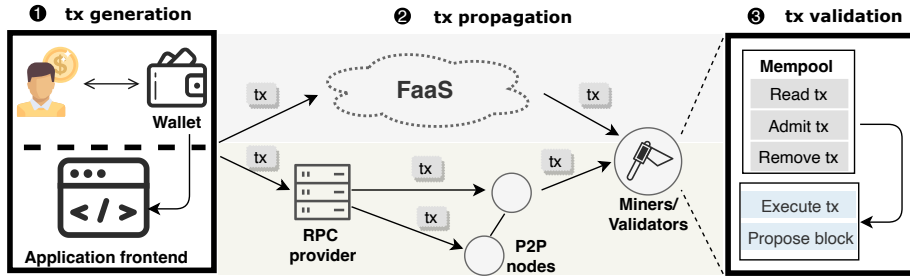 ❶ tx generation
❷ tx propagation
❸ tx validation
$
Wallet
</>
Application frontend
tx
FaaS
tx
tx
RPC
provider
tx
tx
tx
P2P
nodes
Miners/
Validators
Mempool
Read tx
Admit tx
Remove tx
Execute tx
Propose block